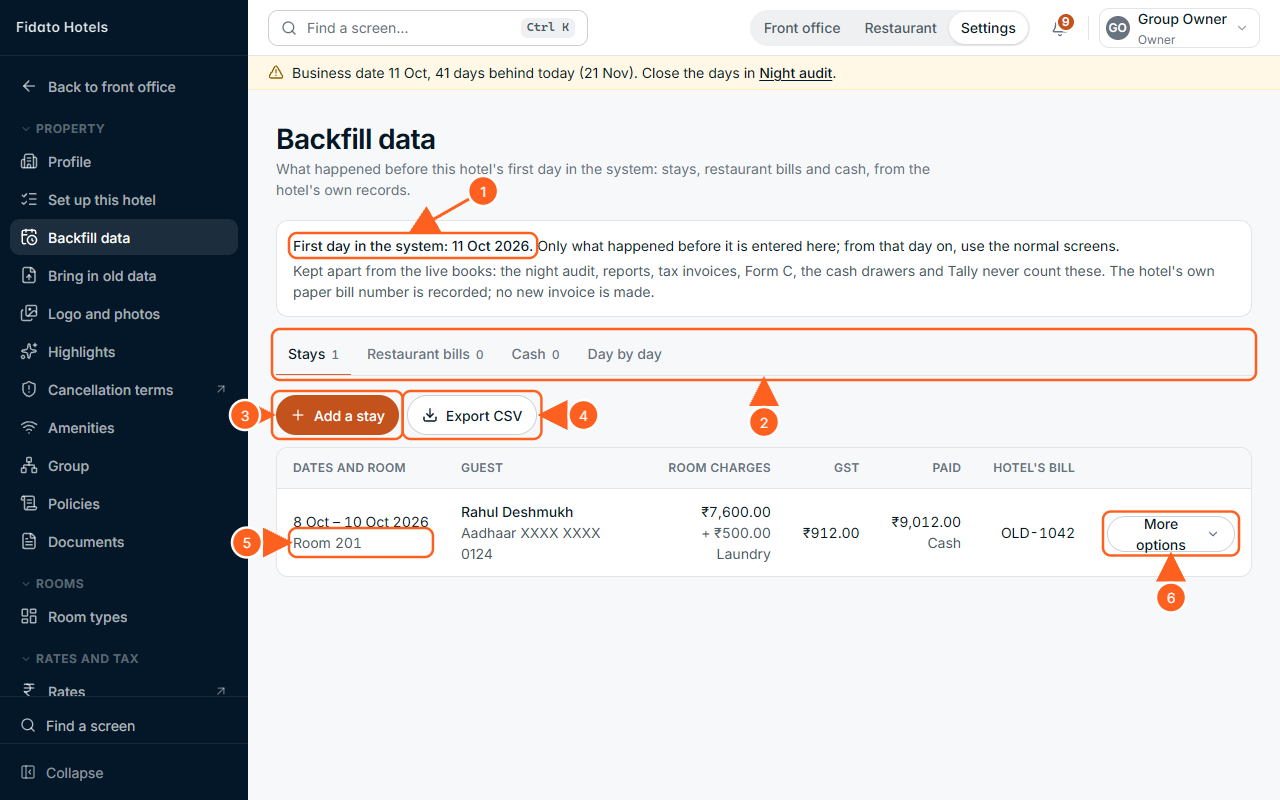 Fidato Hotels
Find a screen...
Ctrl K
Front office
Restaurant
Settings
9
GO
Group Owner
Owner
Business date 11 Oct, 41 days behind today (21 Nov). Close the days in Night audit.
Back to front office
PROPERTY
Profile
Set up this hotel
Backfill data
Bring in old data
Logo and photos
Highlights
Cancellation terms
Amenities
Group
Policies
Documents
ROOMS
Room types
RATES AND TAX
Rates
Find a screen
Collapse
Backfill data
What happened before this hotel's first day in the system: stays, restaurant bills and cash, from the
hotel's own records.
1
First day in the system: 11 Oct 2026. Only what happened before it is entered here; from that day on, use the normal screens.
Kept apart from the live books: the night audit, reports, tax invoices, Form C, the cash drawers and Tally never count these. The hotel's own
paper bill number is recorded; no new invoice is made.
Stays 1
Restaurant bills 0
Cash 0
Day by day
2
3
+ Add a stay
Export CSV
4
DATES AND ROOM
GUEST
ROOM CHARGES
GST
PAID
HOTEL'S BILL
8 Oct – 10 Oct 2026
Room 201
5
Rahul Deshmukh
Aadhaar XXXX XXXX
0124
₹7,600.00
+ ₹500.00
Laundry
₹912.00
₹9,012.00
Cash
OLD-1042
More
options
6